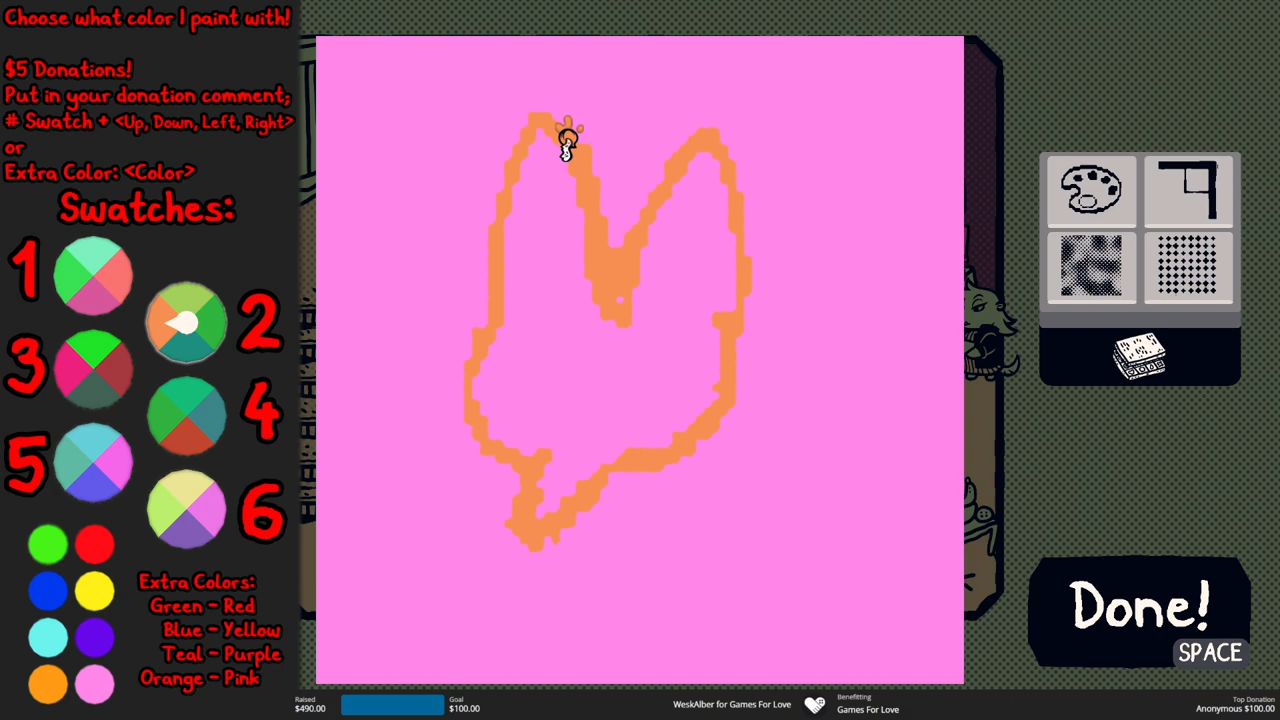 Choose what color I paint with!
$5 Donations!
Put in your donation comment;
# Swatch + <Up, Down, Left, Right>
or
Extra Color: <Color>
Swatches:
1
2
3
4
5
6
Extra Colors:
Green - Red
Blue - Yellow
Teal - Purple
Orange - Pink
Done!
SPACE
Raised
$490.00
Goal
$100.00
WeskAlber for Games For Love
Benefitting
Games For Love
Top Donation
Anonymous $100.00